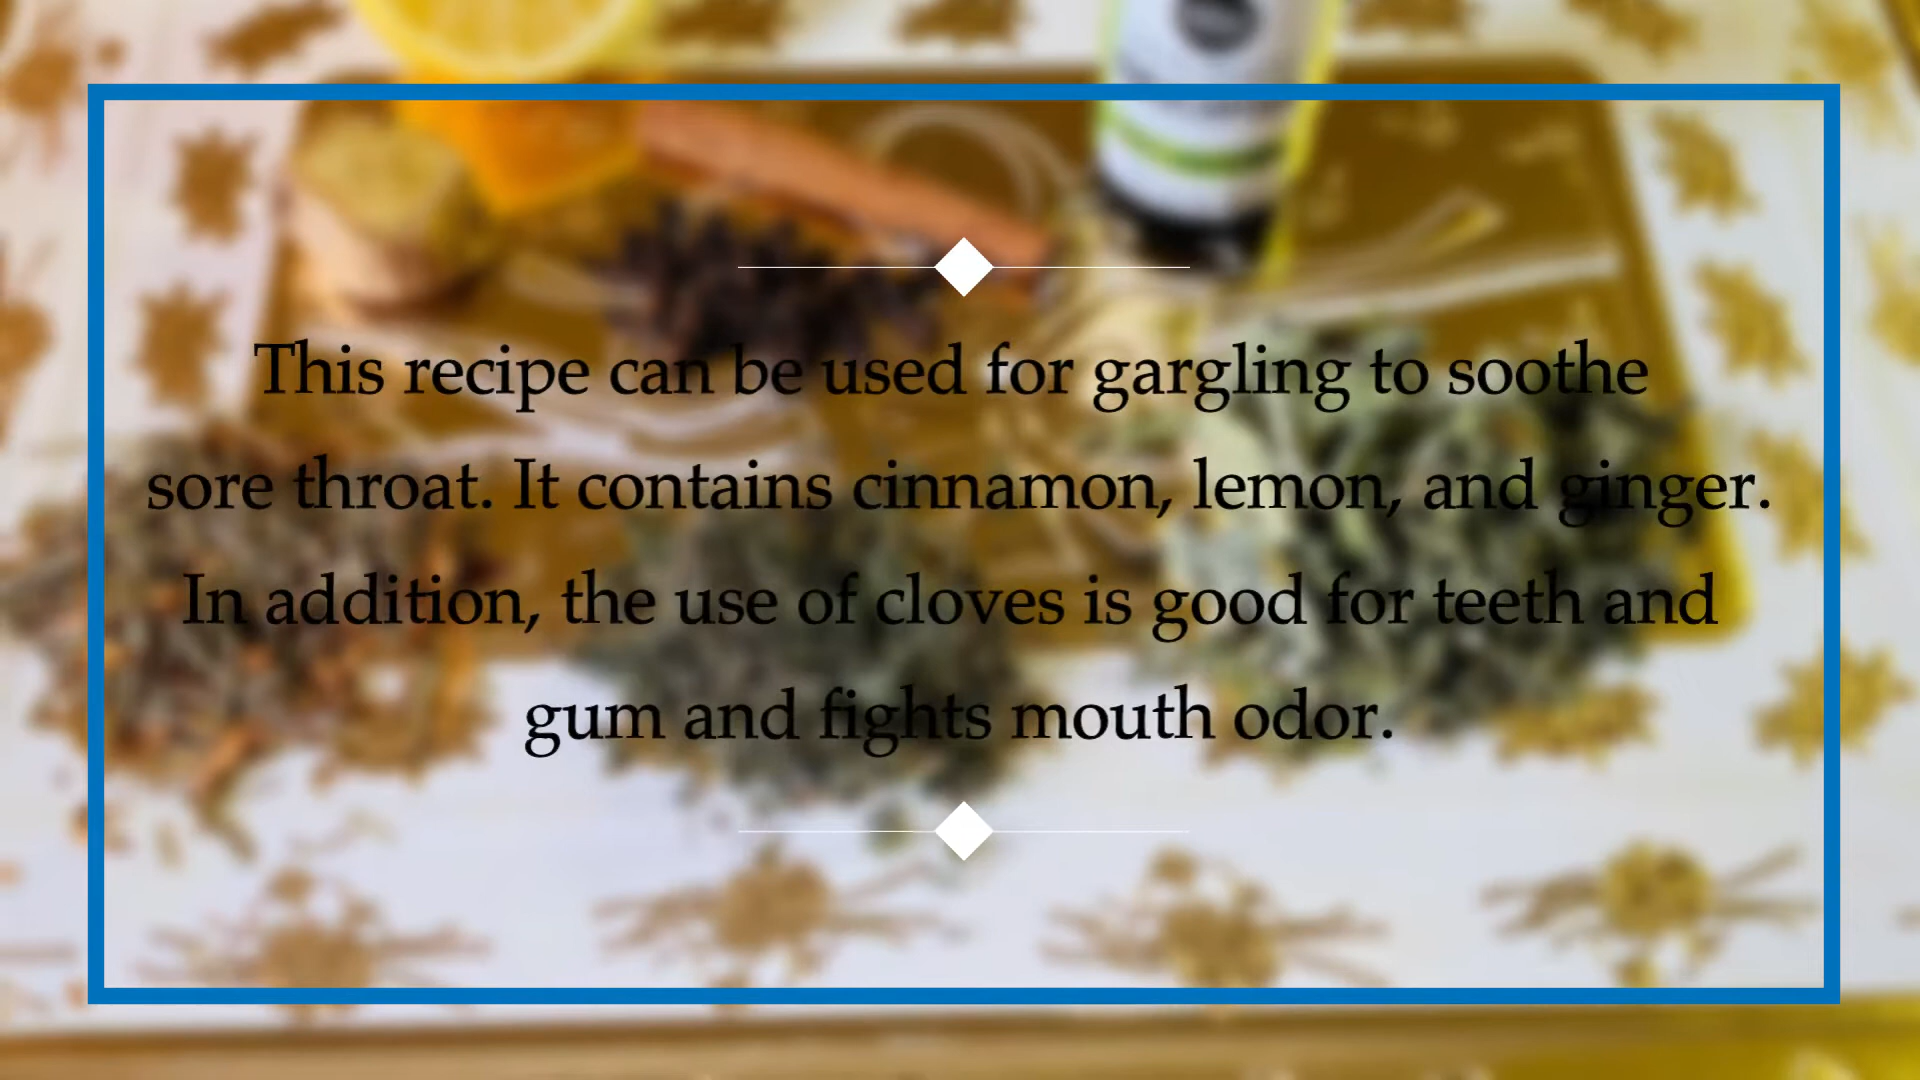 This recipe can be used for gargling to soothe
sore throat. It contains cinnamon, lemon, and ginger.
In addition, the use of cloves is good for teeth and
gum and fights mouth odor.